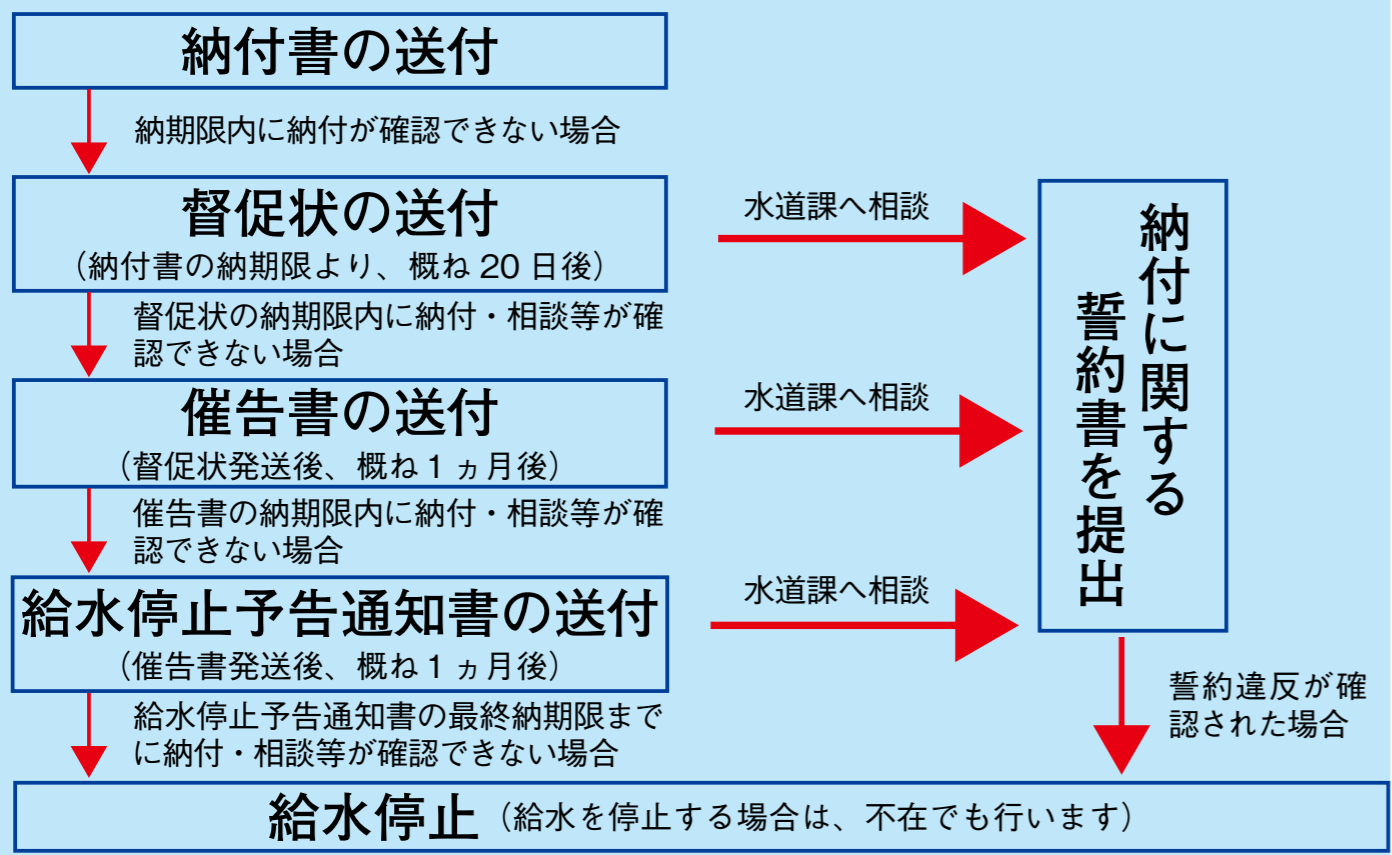 納付書の送付
納期限内に納付が確認できない場合
督促状の送付
（納付書の納期限より、概ね 20 日後）
水道課へ相談
督促状の納期限内に納付・相談等が確
認できない場合
催告書の送付
（督促状発送後、概ね 1 ヵ月後）
水道課へ相談
催告書の納期限内に納付・相談等が確
認できない場合
給水停止予告通知書の送付
（催告書発送後、概ね 1 ヵ月後）
水道課へ相談
給水停止予告通知書の最終納期限まで
に納付・相談等が確認できない場合
納付に関する
誓約書を提出
誓約違反が確
認された場合
給水停止（給水を停止する場合は、不在でも行います）